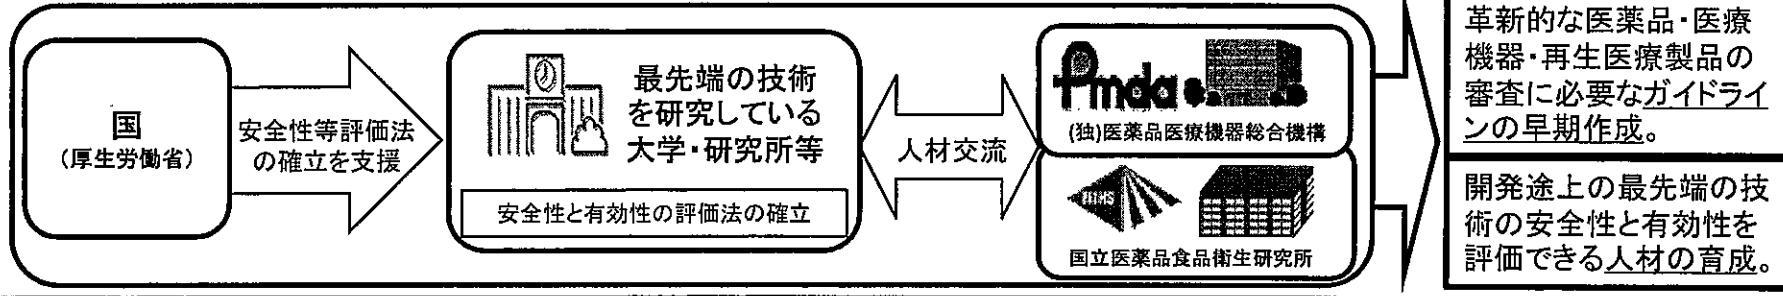 国
(厚生労働省)
安全性等評価法
の確立を支援
最先端の技術
を研究している
大学・研究所等
安全性と有効性の評価法の確立
人材交流
Pmda
(独)医薬品医療機器総合機構
NIHS
国立医薬品食品衛生研究所
革新的な医薬品・医療
機器・再生医療製品の
審査に必要なガイドライ
ンの早期作成。
開発途上の最先端の技
術の安全性と有効性を
評価できる人材の育成。